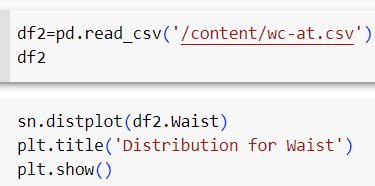 df2=pd.read_csv('/content/wc-at.csv')
df2
sn.distplot(df2.Waist)
plt.title('Distribution for Waist')
plt.show()